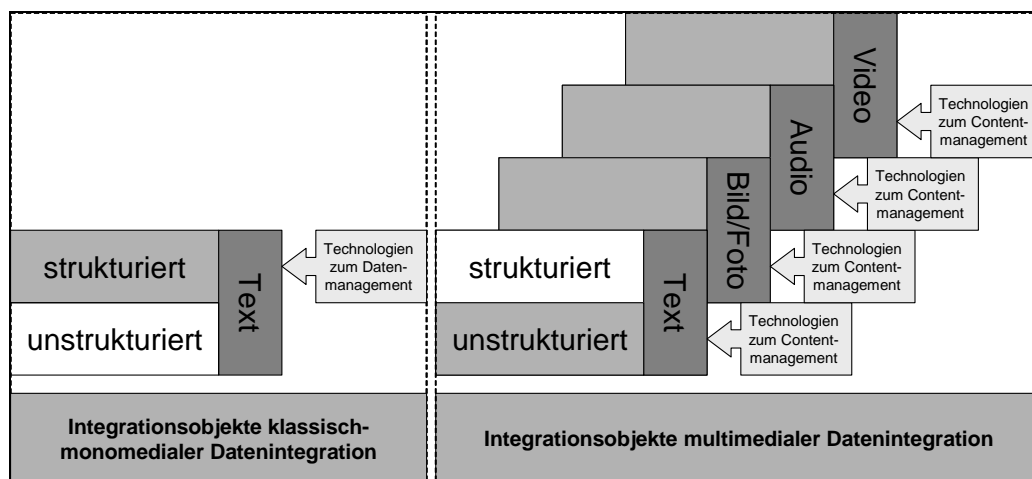 strukturiert
unstrukturiert
Text
Technologien
zum Daten-
management
Integrationsobjekte klassisch-
monomedialer Datenintegration
Video
Technologien
zum Content-
management
Audio
Technologien
zum Content-
management
Bild/Foto
Technologien
zum Content-
management
strukturiert
unstrukturiert
Text
Technologien
zum Content-
management
Integrationsobjekte multimedialer Datenintegration